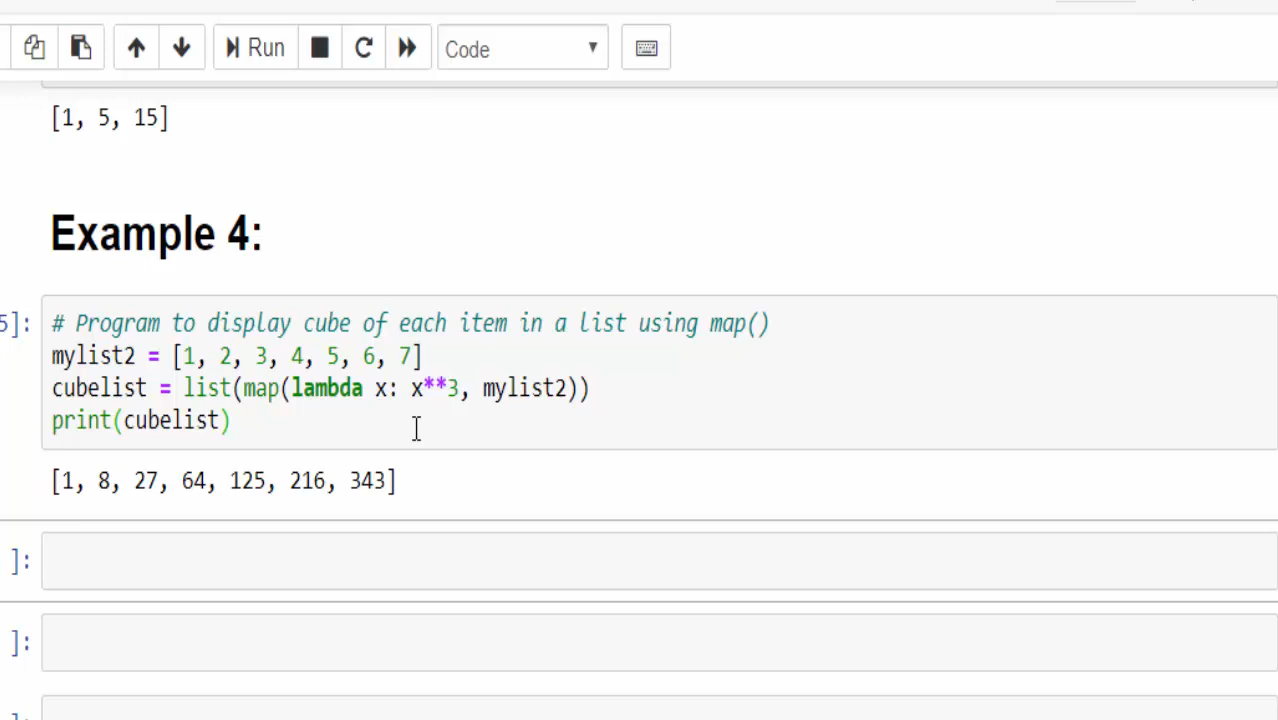 Run
Code
[1, 5, 15]
Example 4:
5]:
# Program to display cube of each item in a list using map()
mylist2 = [1, 2, 3, 4, 5, 6, 7]
cubelist = list(map(lambda x: x**3, mylist2))
print(cubelist)
[1, 8, 27, 64, 125, 216, 343]
]:
]:
]: